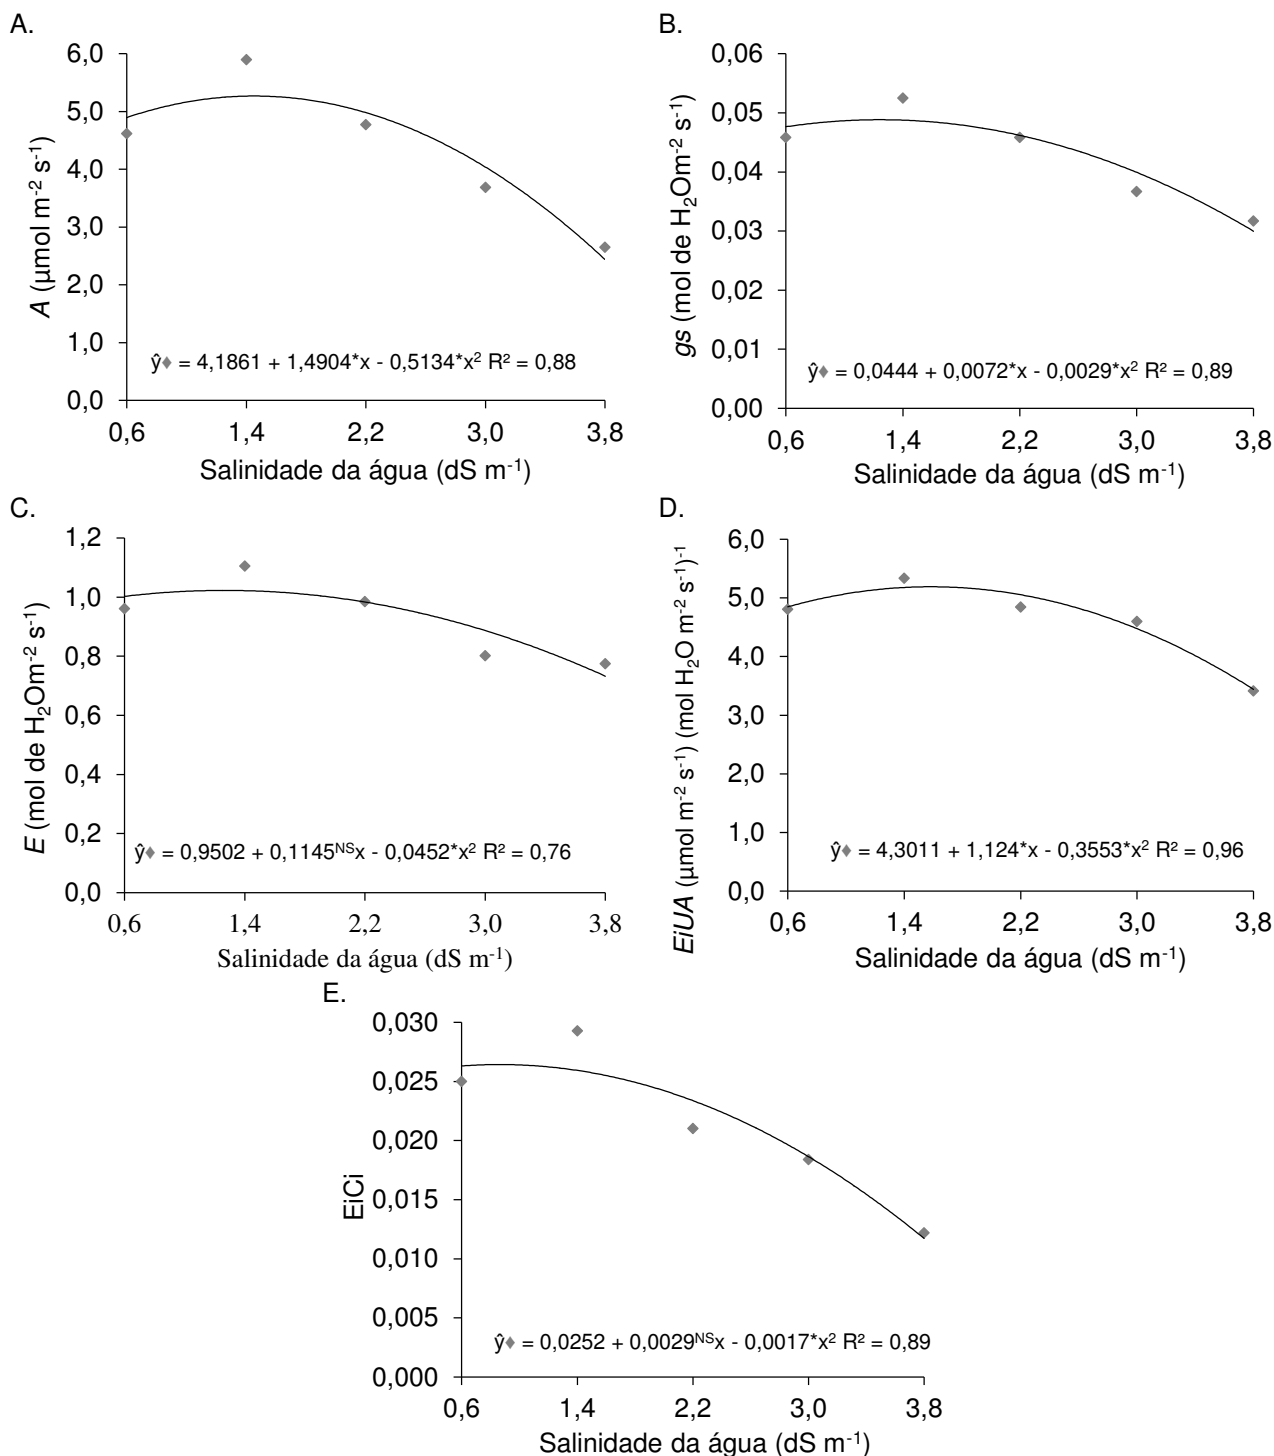 A.
6,0
5,0
4,0
3,0
2,0
1,0
0,0
A (µmol m-2 s-1)
ŷ♦ = 4,1861 + 1,4904*x - 0,5134*x² R² = 0,88
0,6 1,4 2,2 3,0 3,8
Salinidade da água (dS m-1)
B.
0,06
0,05
0,04
0,03
0,02
0,01
0,00
gs (mol de H₂Om-2 s-1)
ŷ♦ = 0,0444 + 0,0072*x - 0,0029*x² R² = 0,89
0,6 1,4 2,2 3,0 3,8
Salinidade da água (dS m-1)
C.
1,2
1,0
0,8
0,6
0,4
0,2
0,0
E (mol de H₂Om-2 s-1)
ŷ♦ = 0,9502 + 0,1145NSx - 0,0452*x² R² = 0,76
0,6 1,4 2,2 3,0 3,8
Salinidade da água (dS m-1)
D.
6,0
5,0
4,0
3,0
2,0
1,0
0,0
EiUA (µmol m-2 s-1) (mol H₂O m-2 s-1)-1
ŷ♦ = 4,3011 + 1,124*x - 0,3553*x² R² = 0,96
0,6 1,4 2,2 3,0 3,8
Salinidade da água (dS m-1)
E.
0,030
0,025
0,020
0,015
0,010
0,005
0,000
EiCi
ŷ♦ = 0,0252 + 0,0029NSx - 0,0017*x² R² = 0,89
0,6 1,4 2,2 3,0 3,8
Salinidade da água (dS m-1)